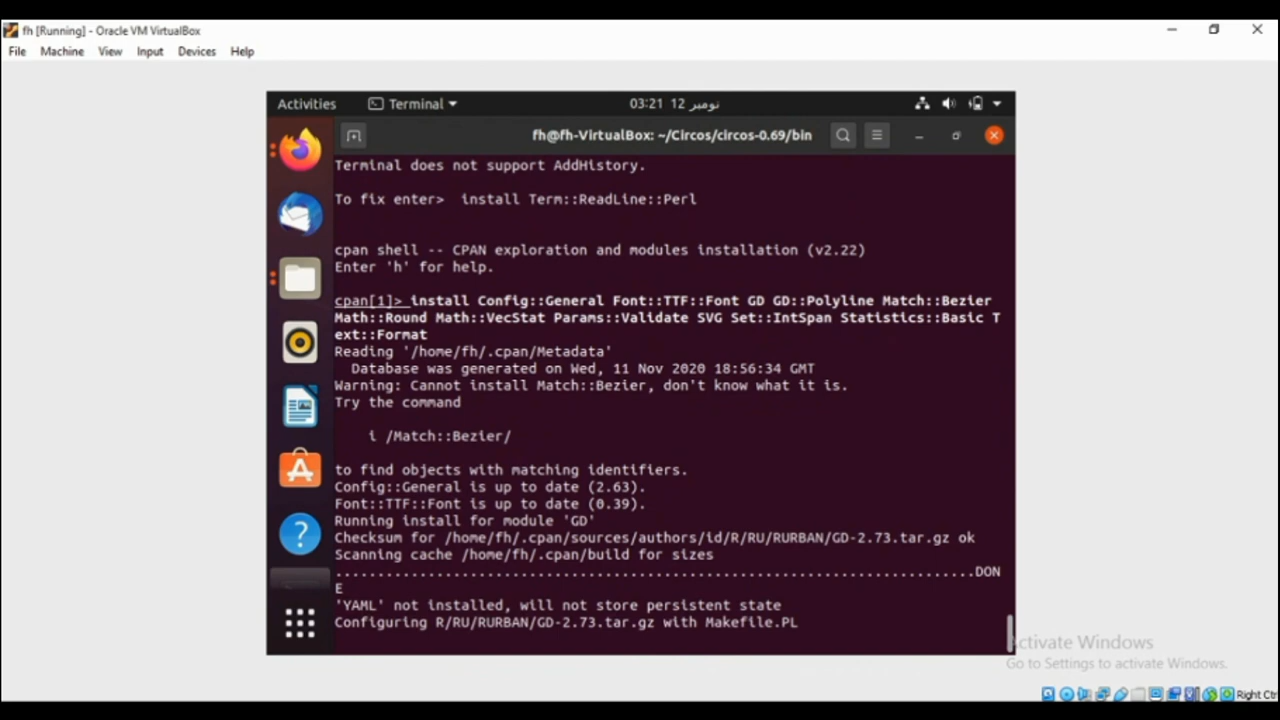 fh [Running] - Oracle VM VirtualBox
File Machine View Input Devices Help
Activities Terminal 03:21 12 نومبر
fh@fh-VirtualBox: ~/Circos/circos-0.69/bin
Terminal does not support AddHistory.
To fix enter> install Term::ReadLine::Perl
cpan shell -- CPAN exploration and modules installation (v2.22)
Enter 'h' for help.
cpan[1]> install Config::General Font::TTF::Font GD GD::Polyline Match::Bezier
Math::Round Math::VecStat Params::Validate SVG Set::IntSpan Statistics::Basic T
ext::Format
Reading '/home/fh/.cpan/Metadata'
Database was generated on Wed, 11 Nov 2020 18:56:34 GMT
Warning: Cannot install Match::Bezier, don't know what it is.
Try the command
i /Match::Bezier/
to find objects with matching identifiers.
Config::General is up to date (2.63).
Font::TTF::Font is up to date (0.39).
Running install for module 'GD'
Checksum for /home/fh/.cpan/sources/authors/id/R/RU/RURBAN/GD-2.73.tar.gz ok
Scanning cache /home/fh/.cpan/build for sizes
............................................................................DON
E
'YAML' not installed, will not store persistent state
Configuring R/RU/RURBAN/GD-2.73.tar.gz with Makefile.PL
Activate Windows
Go to Settings to activate Windows.
Right Ctr